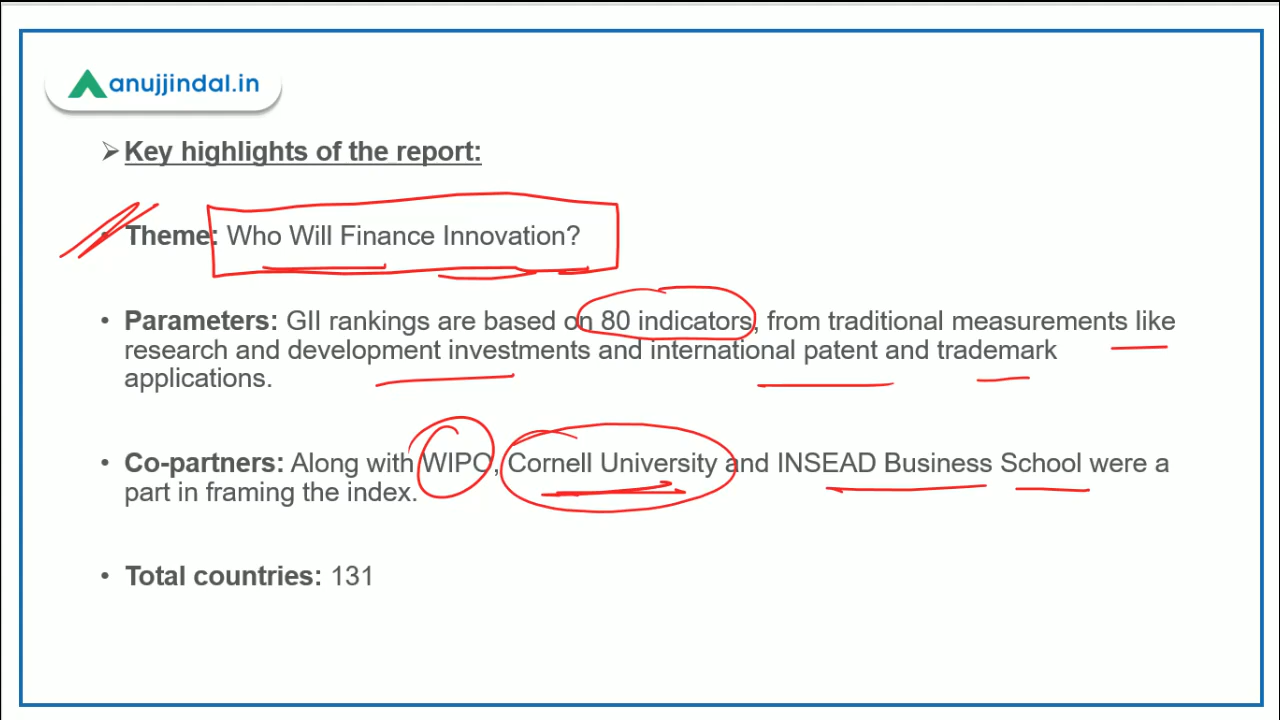 anujjindal.in
➢ Key highlights of the report:
• Theme: Who Will Finance Innovation?
• Parameters: GII rankings are based on 80 indicators, from traditional measurements like
research and development investments and international patent and trademark
applications.
• Co-partners: Along with WIPO, Cornell University and INSEAD Business School were a
part in framing the index.
• Total countries: 131